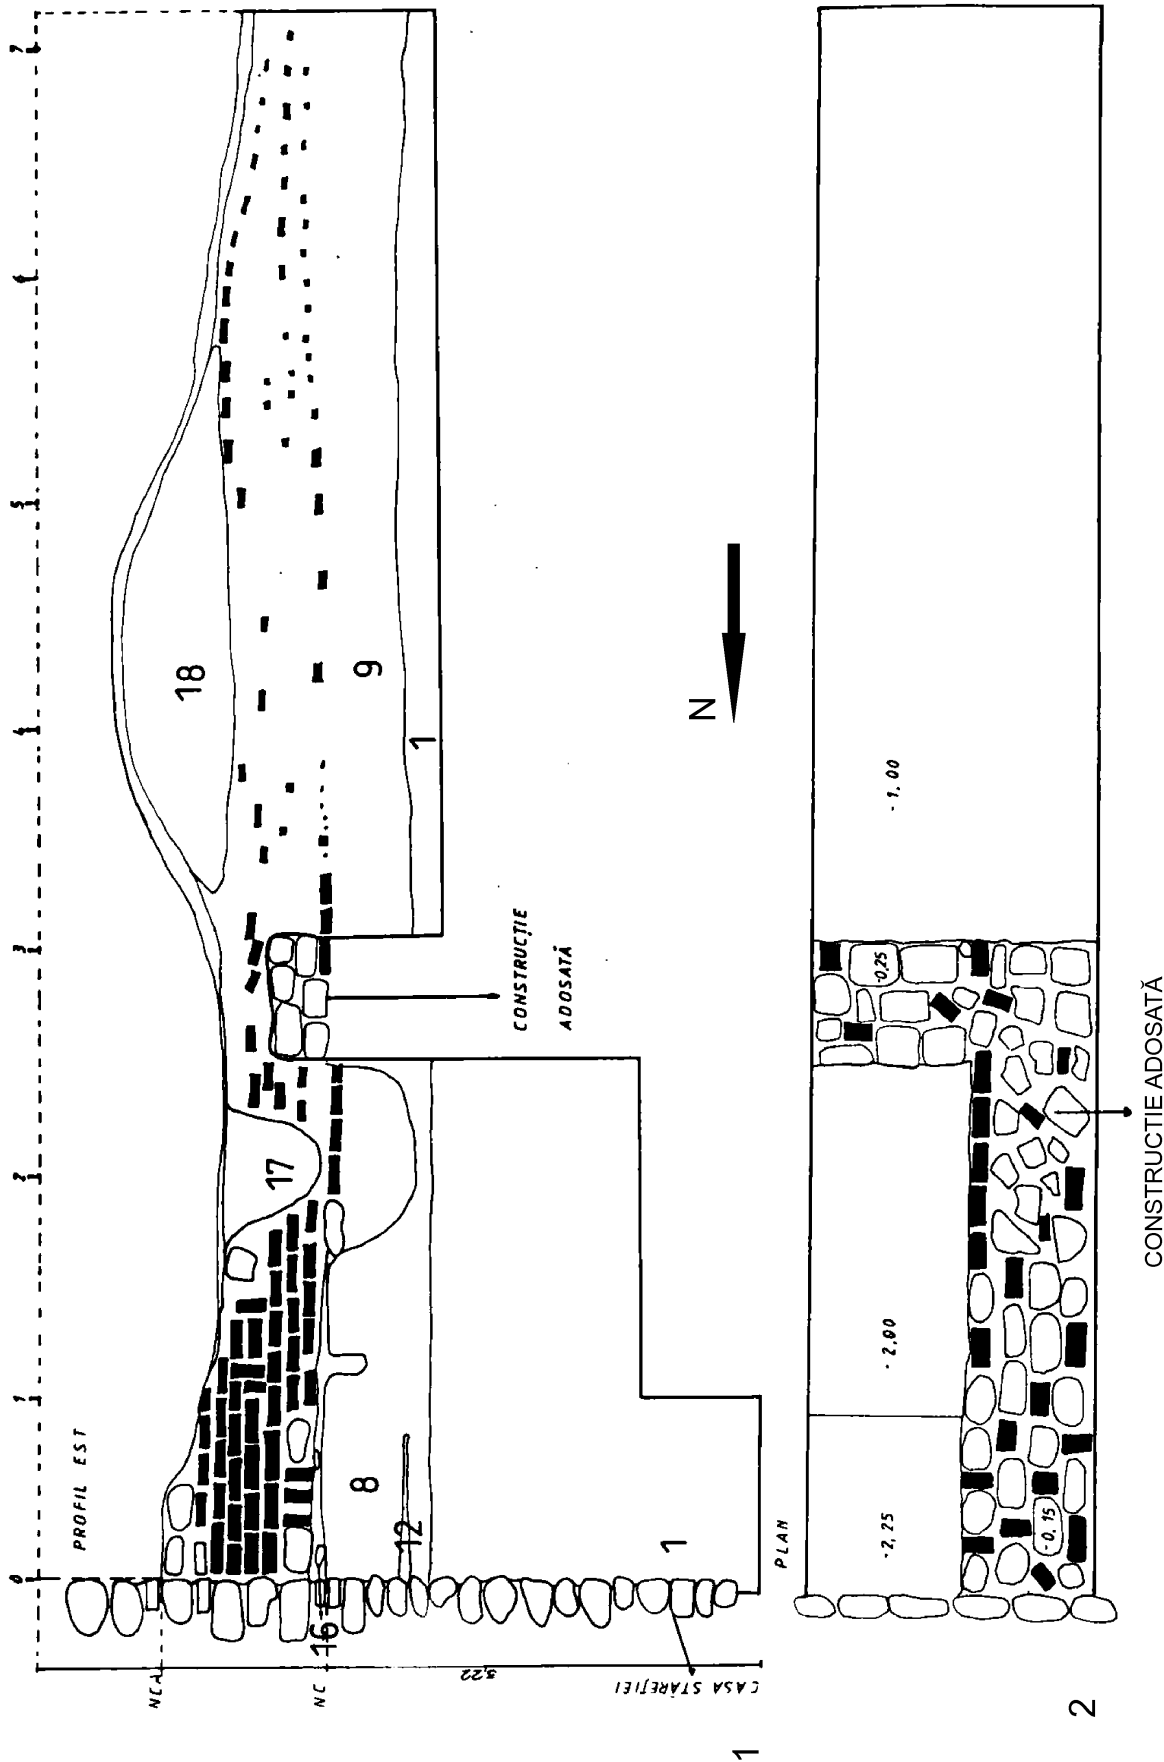 0 1 2 3 4 5 6 7
PROFIL EST
NCA
NC
3,22
CASA STĂREȚIEI
16
12
8
17
18
9
1
1
CONSTRUCȚIE
ADOSATĂ
1
N
PLAN
-2,25
-2,00
-1,00
-0,15
-0,25
CONSTRUCTIE ADOSATĂ
2